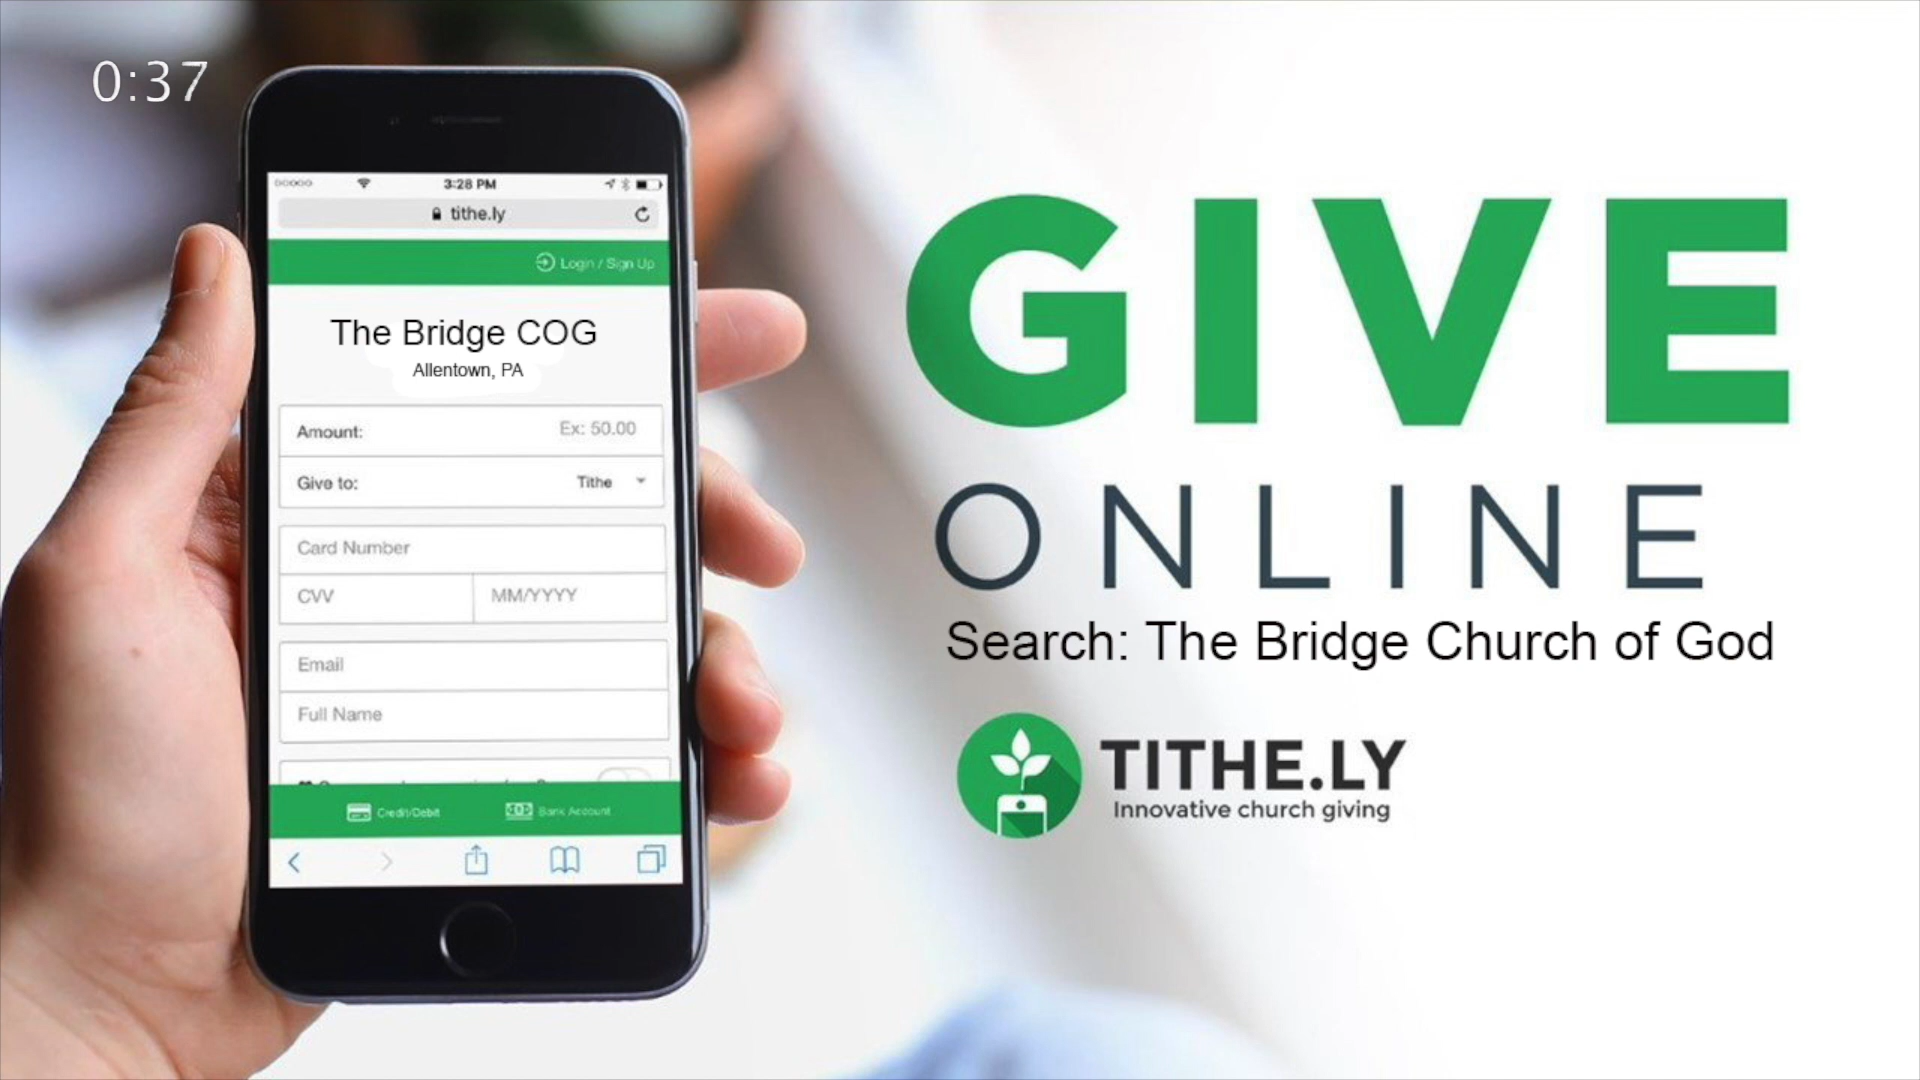 0:37
3:28 PM
tithe.ly
Login / Sign Up
The Bridge COG
Allentown, PA
Amount: Ex: 50.00
Give to: Tithe
Card Number
CVV MM/YYYY
Email
Full Name
Credit/Debit Bank Account
GIVE
ONLINE
Search: The Bridge Church of God
TITHE.LY
Innovative church giving